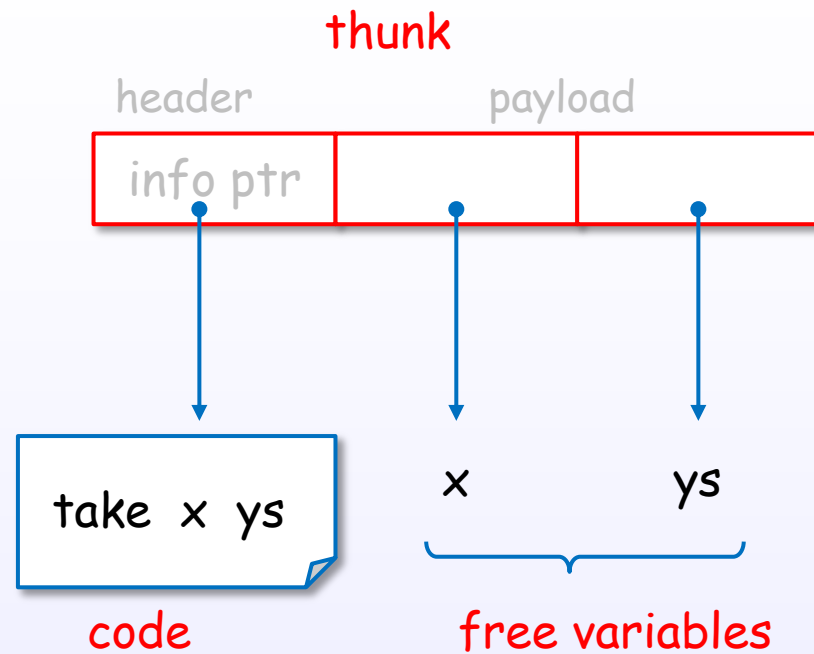 thunk
header payload
info ptr
take x ys
x ys
code free variables